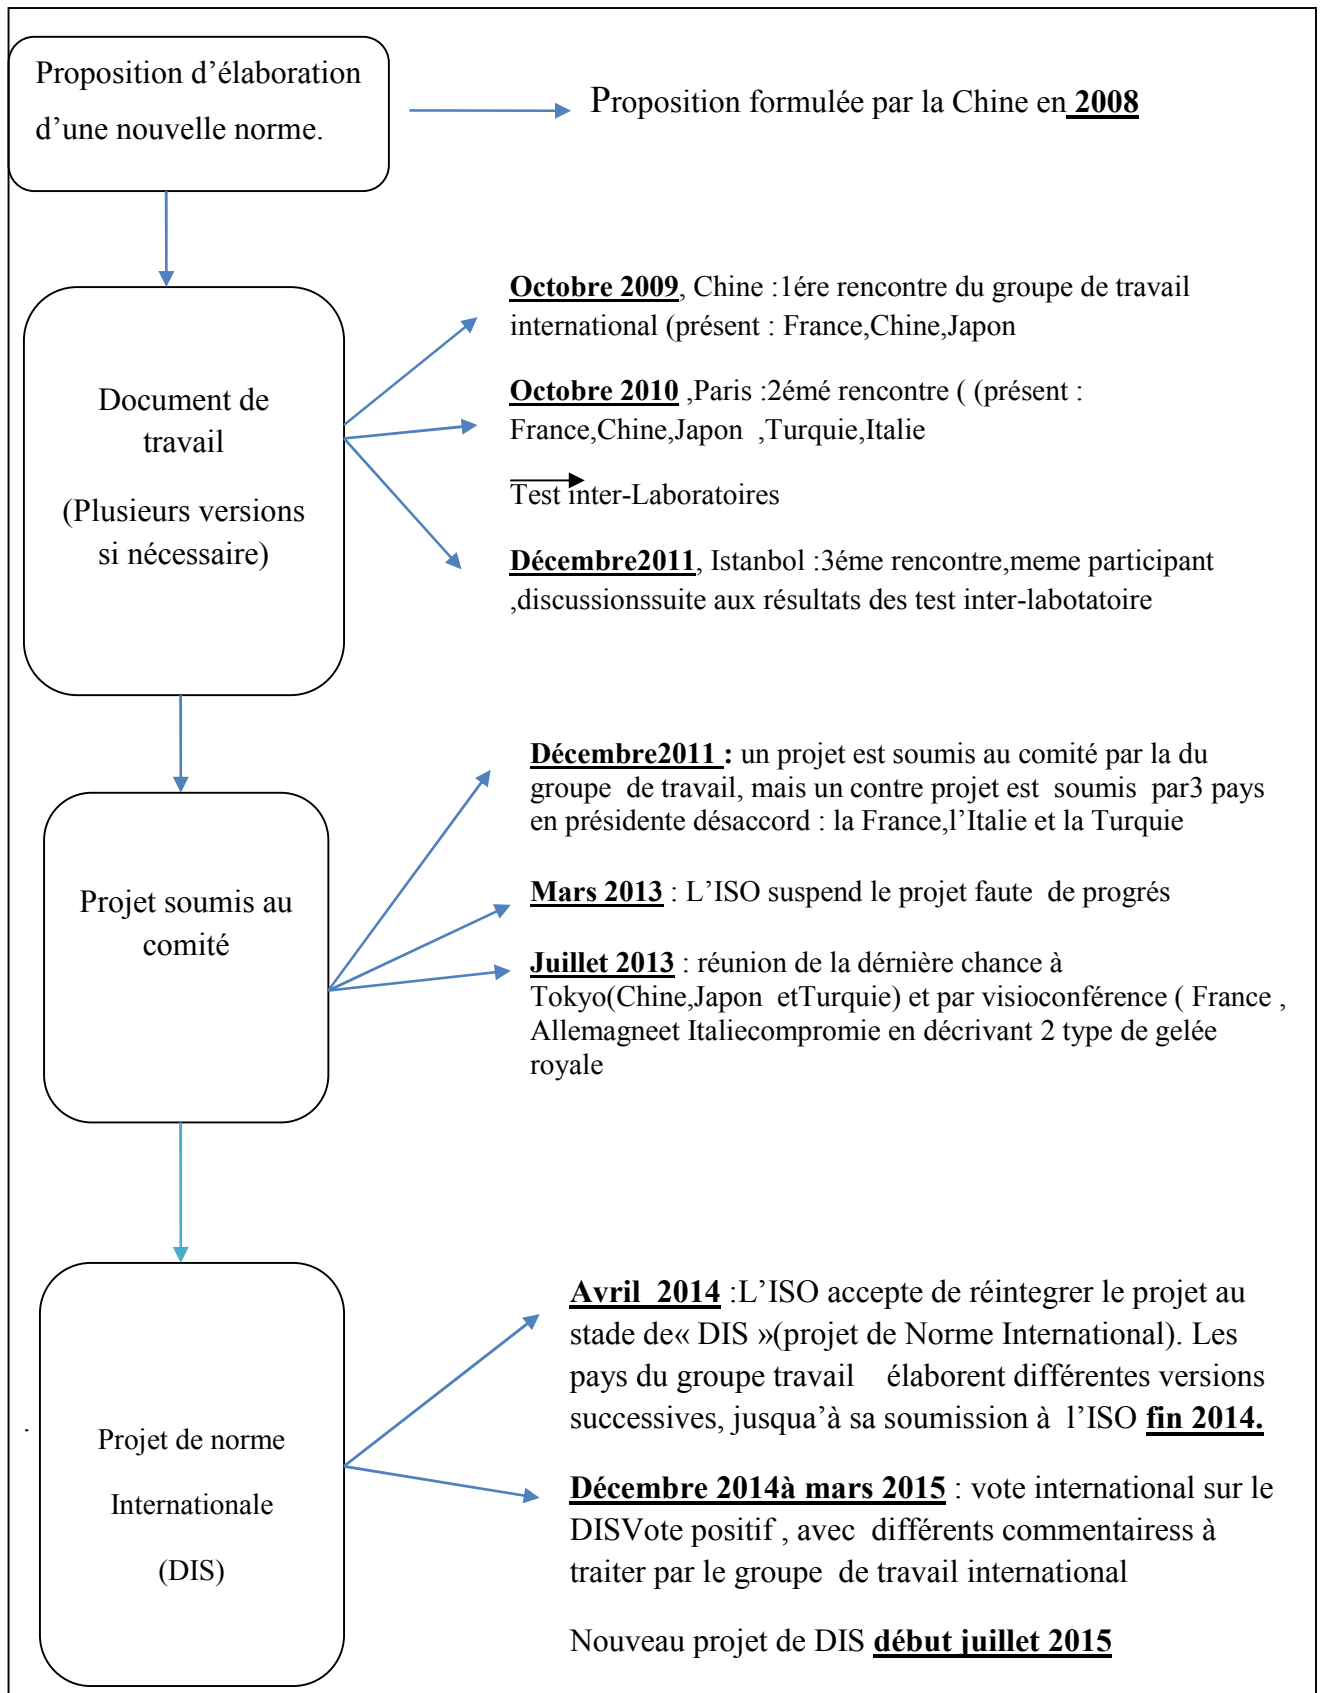 Proposition d'élaboration
d'une nouvelle norme.
Proposition formulée par la Chine en 2008
Document de
travail
(Plusieurs versions
si nécessaire)
Octobre 2009, Chine :1ére rencontre du groupe de travail
international (présent : France,Chine,Japon
Octobre 2010 ,Paris :2émé rencontre ( (présent :
France,Chine,Japon ,Turquie,Italie
Test inter-Laboratoires
Décembre2011, Istanbol :3éme rencontre,meme participant
,discussionssuite aux résultats des test inter-labotatoire
Projet soumis au
comité
Décembre2011 : un projet est soumis au comité par la du
groupe de travail, mais un contre projet est soumis par3 pays
en présidente désaccord : la France,l'Italie et la Turquie
Mars 2013 : L'ISO suspend le projet faute de progrés
Juillet 2013 : réunion de la dérnière chance à
Tokyo(Chine,Japon etTurquie) et par visioconférence ( France ,
Allemagneet Italiecompromie en décrivant 2 type de gelée
royale
Projet de norme
Internationale
(DIS)
Avril 2014 :L'ISO accepte de réintegrer le projet au
stade de« DIS »(projet de Norme International). Les
pays du groupe travail élaborent différentes versions
successives, jusqua'à sa soumission à l'ISO fin 2014.
Décembre 2014à mars 2015 : vote international sur le
DISVote positif , avec différents commentairess à
traiter par le groupe de travail international
Nouveau projet de DIS début juillet 2015
.